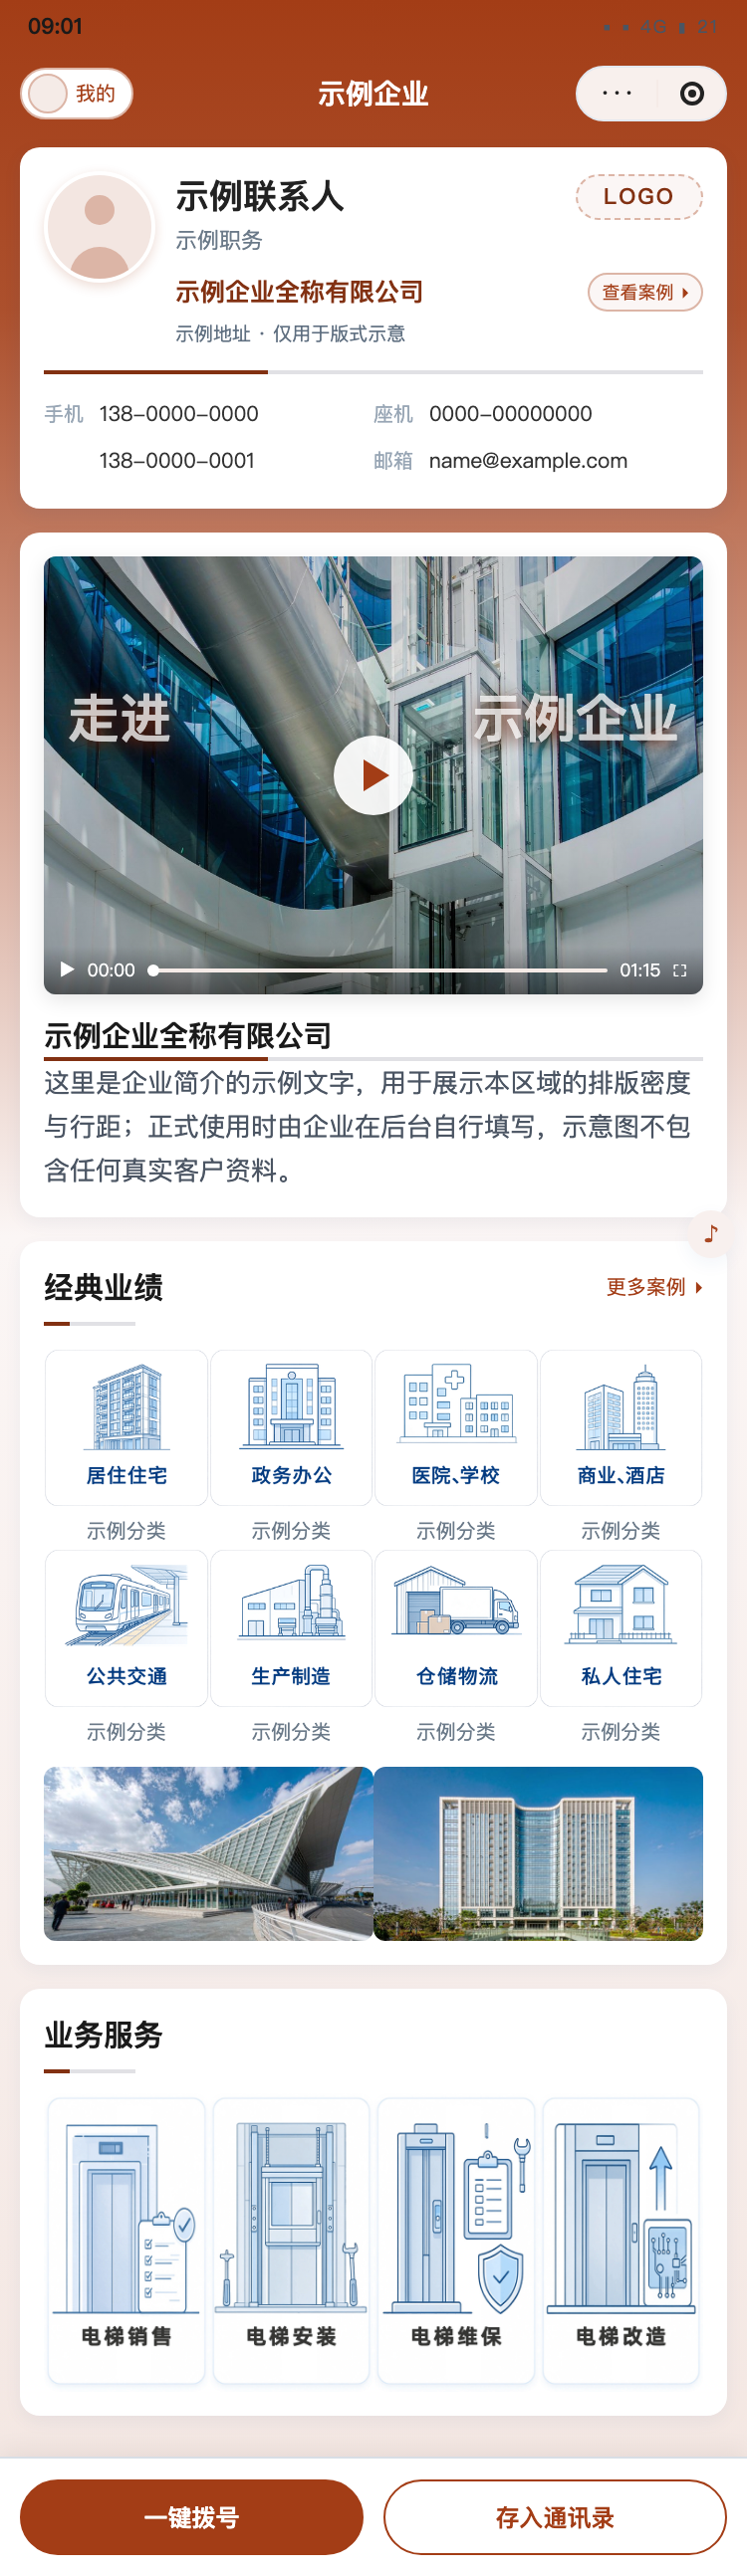 09:01
4G 21
我的
示例企业
示例联系人
LOGO
示例职务
示例企业全称有限公司
查看案例
示例地址 · 仅用于版式示意
手机 138-0000-0000
座机 0000-00000000
138-0000-0001
邮箱 name@example.com
走进
示例企业
00:00
01:15
示例企业全称有限公司
这里是企业简介的示例文字，用于展示本区域的排版密度
与行距；正式使用时由企业在后台自行填写，示意图不包
含任何真实客户资料。
经典业绩
更多案例
居住住宅
政务办公
医院、学校
商业、酒店
示例分类
示例分类
示例分类
示例分类
公共交通
生产制造
仓储物流
私人住宅
示例分类
示例分类
示例分类
示例分类
业务服务
电梯销售
电梯安装
电梯维保
电梯改造
一键拨号
存入通讯录